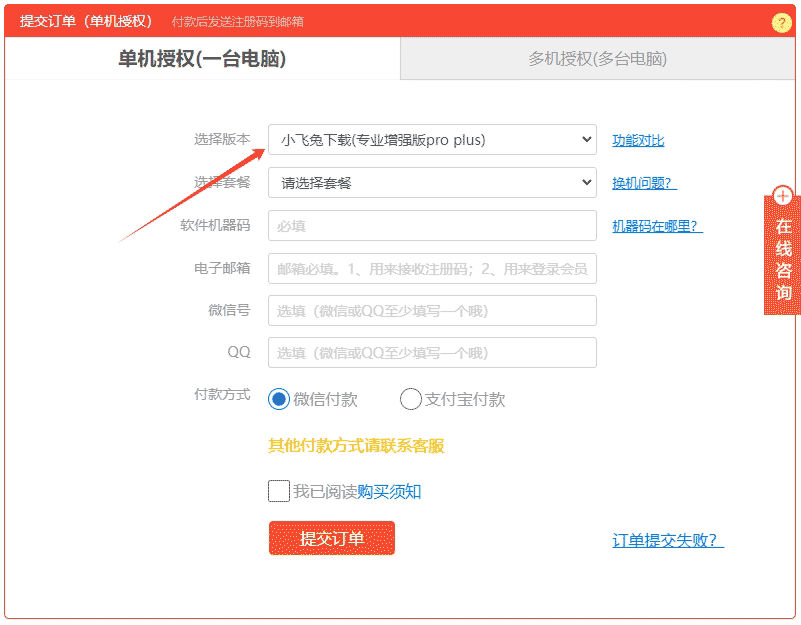 提交订单（单机授权） 付款后发送注册码到邮箱 ?
单机授权(一台电脑) 多机授权(多台电脑)
选择版本 小飞兔下载(专业增强版pro plus) 功能对比
选择套餐 请选择套餐 换机问题?
软件机器码 必填 机器码在哪里?
电子邮箱 邮箱必填。1、用来接收注册码；2、用来登录会员
微信号 选填（微信或QQ至少填写一个哦）
QQ 选填（微信或QQ至少填写一个哦）
付款方式 微信付款 支付宝付款
其他付款方式请联系客服
我已阅读购买须知
提交订单 订单提交失败?
在线咨询